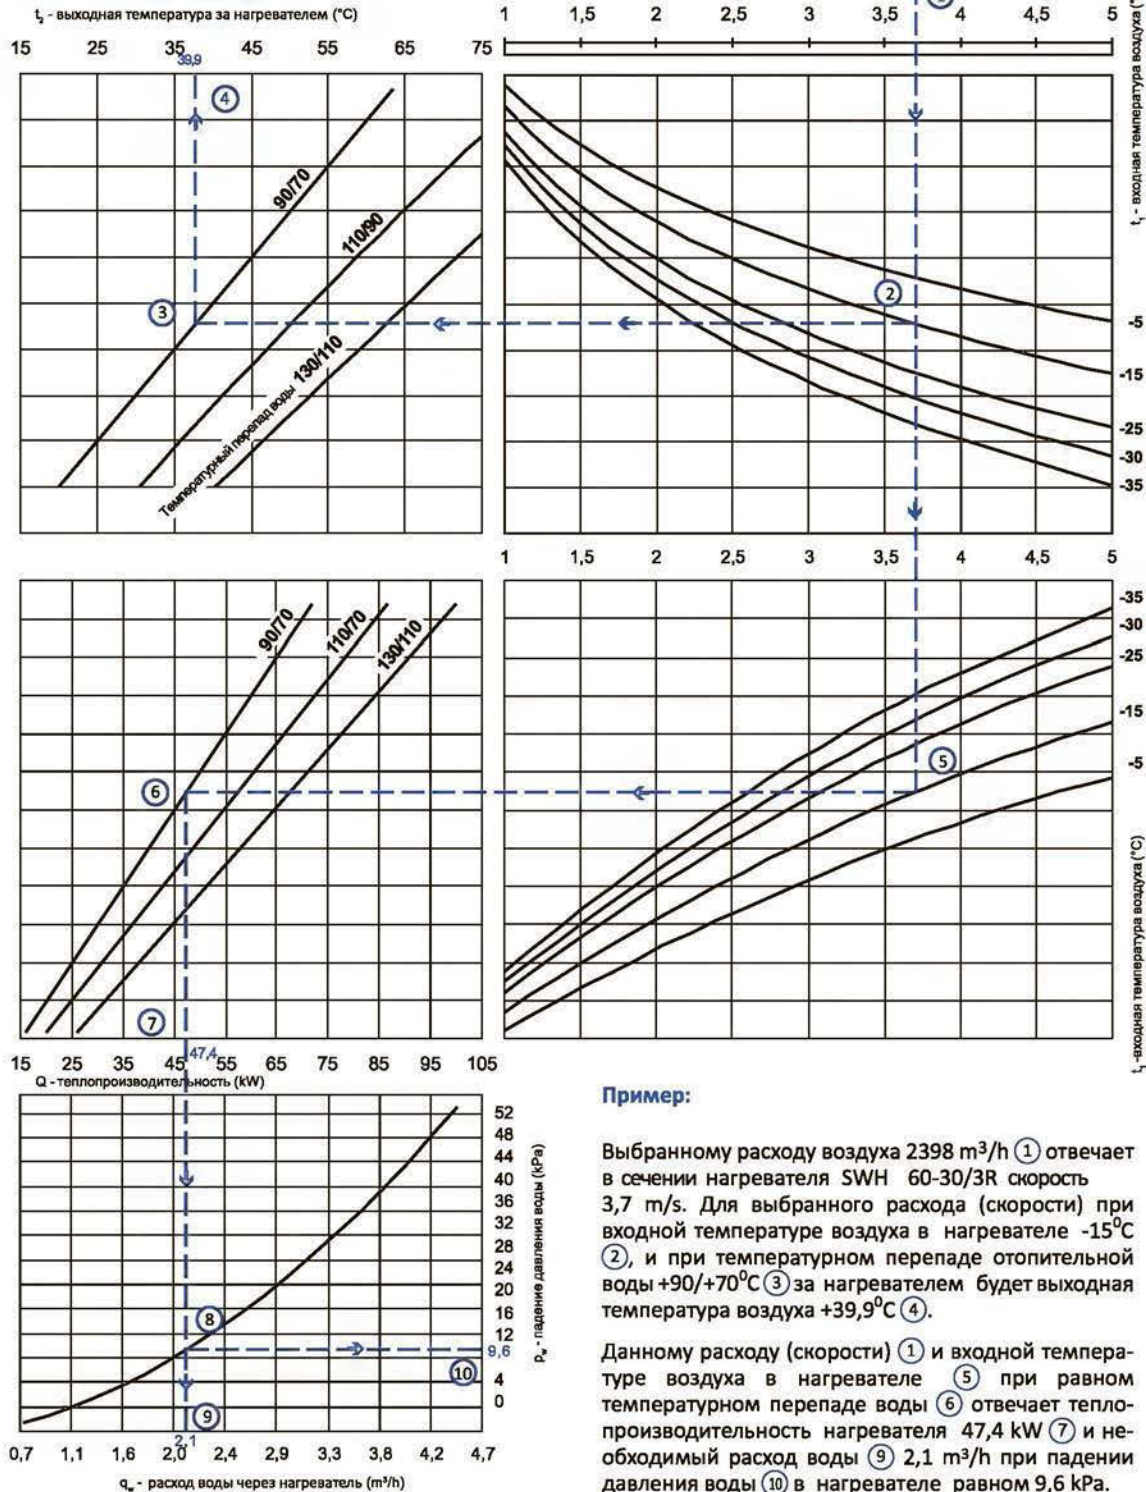 t₂ - выходная температура за нагревателем (°C)
1 1,5 2 2,5 3 3,5 4 4,5 5
15 25 35 45 55 65 75
39,9
④
t₁ - входная температура воздуха (°
90/70
110/90
③
②
-5
Температурный перепад воды 130/110
-15
-25
-30
-35
1 1,5 2 2,5 3 3,5 4 4,5 5
-35
90/70
110/70
130/110
-30
-25
-15
⑤
-5
⑥
t₁-входная температура воздуха (°C)
⑦
47,4
15 25 35 45 55 65 75 85 95 105
Q - теплопроизводительность (kW)
52
48
44
40
36
32
28
24
20
16
12
9,6
4
0
pw - падение давления воды (kPa)
⑧
⑩
⑨
2,1
0,7 1,1 1,6 2,0 2,4 2,9 3,3 3,8 4,2 4,7
qw - расход воды через нагреватель (m³/h)
Пример:
Выбранному расходу воздуха 2398 m³/h ① отвечает
в сечении нагревателя SWH 60-30/3R скорость
3,7 m/s. Для выбранного расхода (скорости) при
входной температуре воздуха в нагревателе -15⁰C
②, и при температурном перепаде отопительной
воды +90/+70⁰C ③ за нагревателем будет выходная
температура воздуха +39,9⁰C ④.
Данному расходу (скорости) ① и входной темпера-
туре воздуха в нагревателе ⑤ при равном
температурном перепаде воды ⑥ отвечает тепло-
производительность нагревателя 47,4 kW ⑦ и не-
обходимый расход воды ⑨ 2,1 m³/h при падении
давления воды ⑩ в нагревателе равном 9,6 kPa.